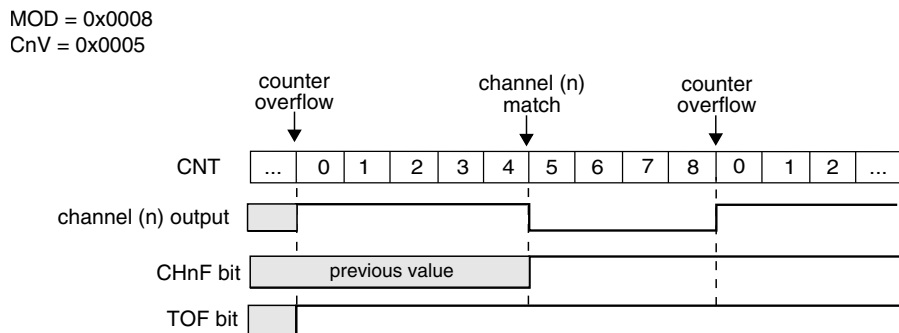 MOD = 0x0008
CnV = 0x0005
counter overflow
channel (n) match
counter overflow
CNT ... 0 1 2 3 4 5 6 7 8 0 1 2 ...
channel (n) output
CHnF bit previous value
TOF bit